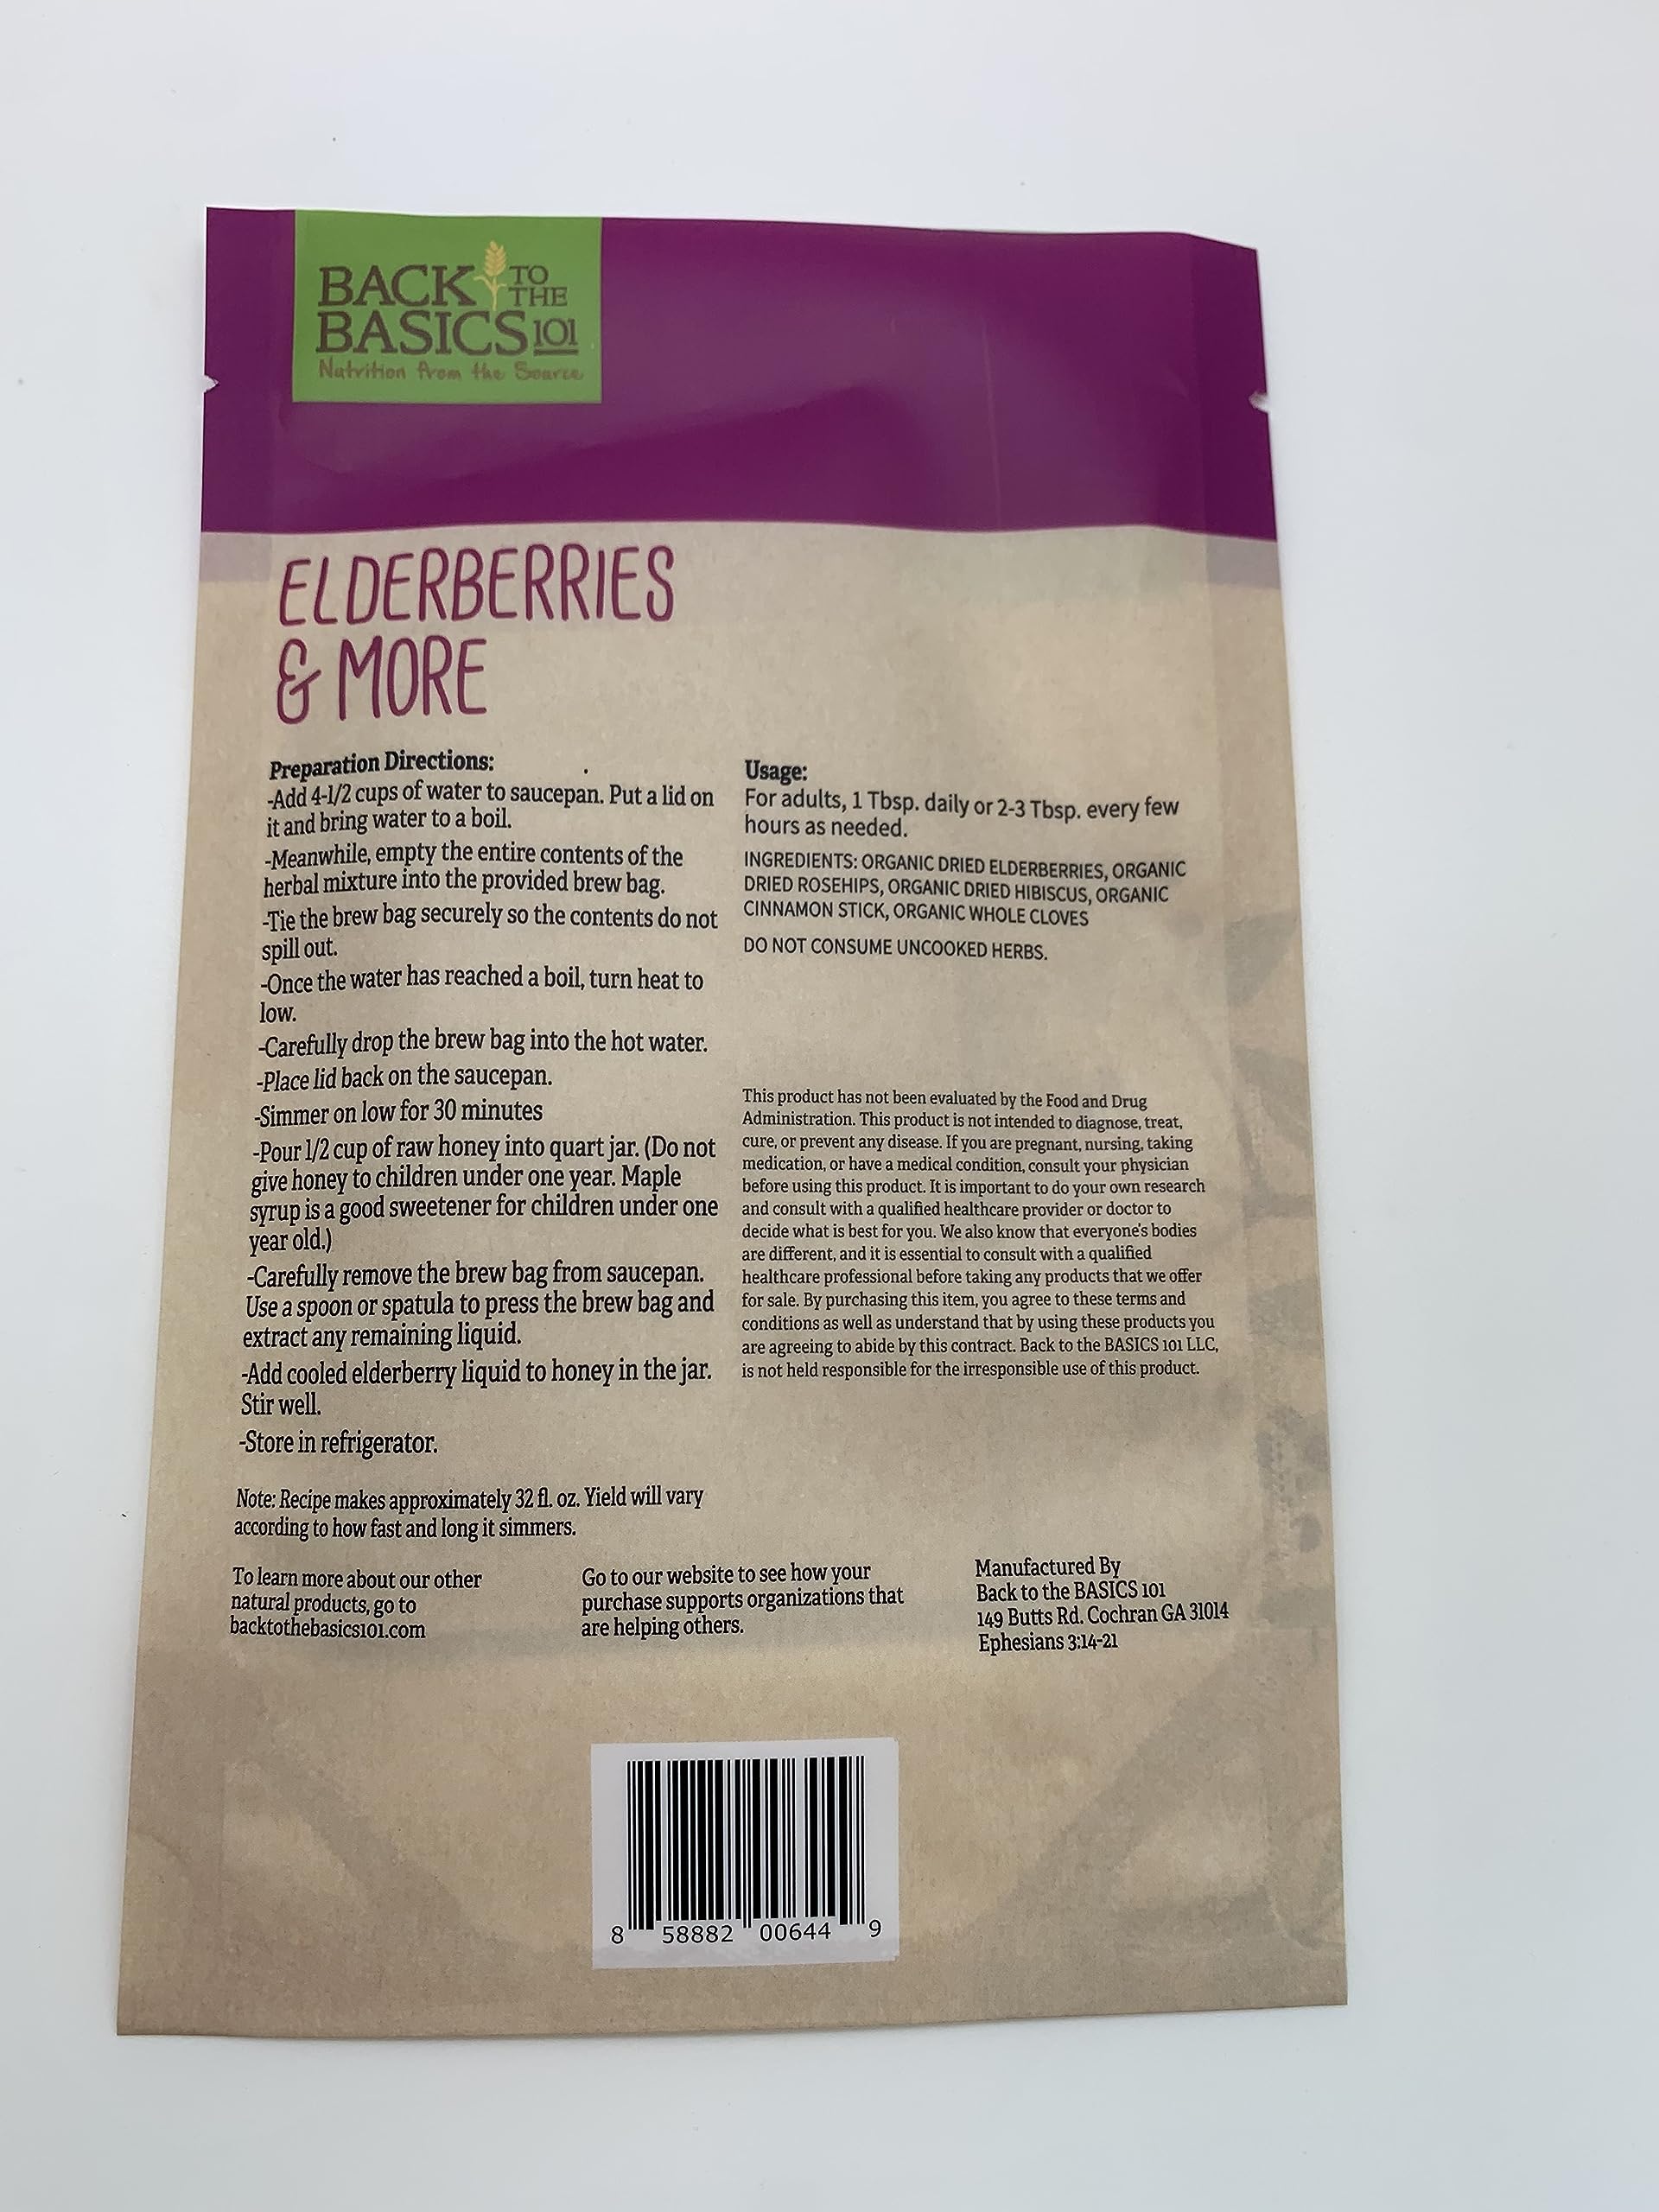 BACK TO THE
BASICS 101
Nutrition from the Source
ELDERBERRIES
& MORE
Preparation Directions:
-Add 4-1/2 cups of water to saucepan. Put a lid on
it and bring water to a boil.
-Meanwhile, empty the entire contents of the
herbal mixture into the provided brew bag.
-Tie the brew bag securely so the contents do not
spill out.
-Once the water has reached a boil, turn heat to
low.
-Carefully drop the brew bag into the hot water.
-Place lid back on the saucepan.
-Simmer on low for 30 minutes
-Pour 1/2 cup of raw honey into quart jar. (Do not
give honey to children under one year. Maple
syrup is a good sweetener for children under one
year old.)
-Carefully remove the brew bag from saucepan.
Use a spoon or spatula to press the brew bag and
extract any remaining liquid.
-Add cooled elderberry liquid to honey in the jar.
Stir well.
-Store in refrigerator.
Note: Recipe makes approximately 32 fl. oz. Yield will vary
according to how fast and long it simmers.
Usage:
For adults, 1 Tbsp. daily or 2-3 Tbsp. every few
hours as needed.
INGREDIENTS: ORGANIC DRIED ELDERBERRIES, ORGANIC
DRIED ROSEHIPS, ORGANIC DRIED HIBISCUS, ORGANIC
CINNAMON STICK, ORGANIC WHOLE CLOVES
DO NOT CONSUME UNCOOKED HERBS.
This product has not been evaluated by the Food and Drug
Administration. This product is not intended to diagnose, treat,
cure, or prevent any disease. If you are pregnant, nursing, taking
medication, or have a medical condition, consult your physician
before using this product. It is important to do your own research
and consult with a qualified healthcare provider or doctor to
decide what is best for you. We also know that everyone's bodies
are different, and it is essential to consult with a qualified
healthcare professional before taking any products that we offer
for sale. By purchasing this item, you agree to these terms and
conditions as well as understand that by using these products you
are agreeing to abide by this contract. Back to the BASICS 101 LLC,
is not held responsible for the irresponsible use of this product.
To learn more about our other
natural products, go to
backtothebasics101.com
Go to our website to see how your
purchase supports organizations that
are helping others.
Manufactured By
Back to the BASICS 101
149 Butts Rd. Cochran GA 31014
Ephesians 3:14-21
8 58882 00644 9